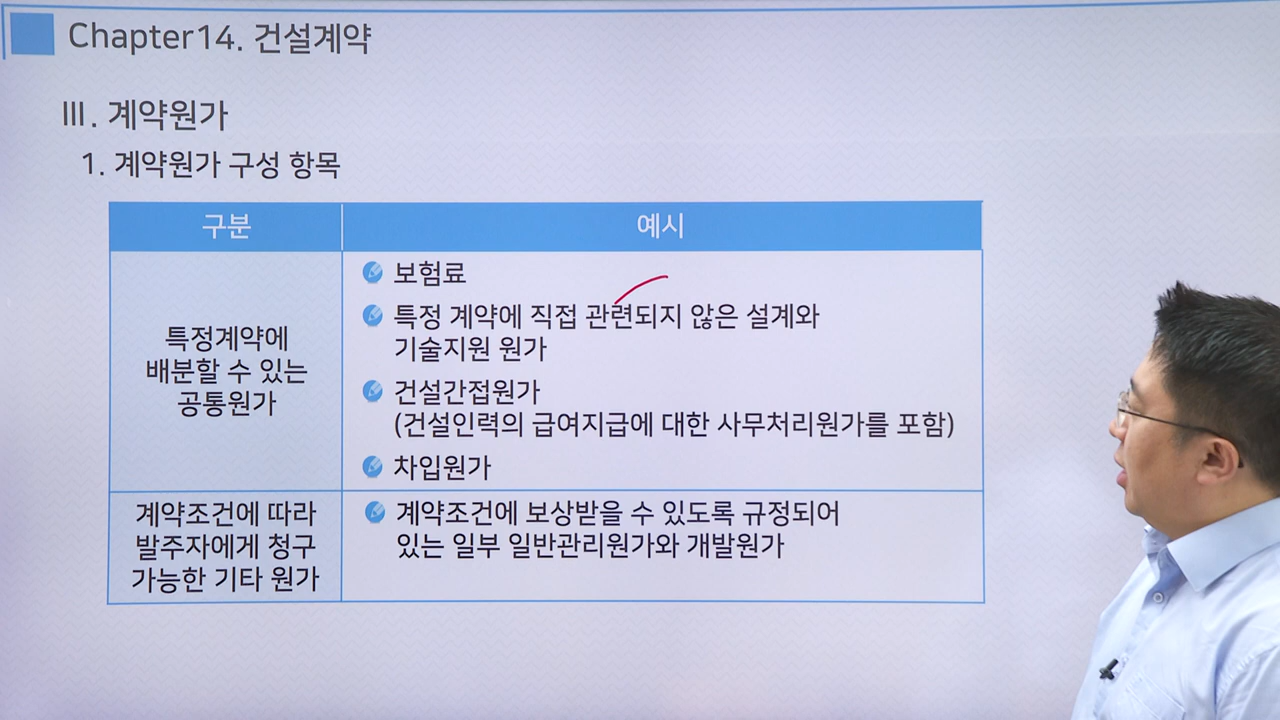 Chapter14. 건설계약
Ⅲ. 계약원가
1. 계약원가 구성 항목
구분
예시
특정계약에
배분할 수 있는
공통원가
보험료
특정 계약에 직접 관련되지 않은 설계와
기술지원 원가
건설간접원가
(건설인력의 급여지급에 대한 사무처리원가를 포함)
차입원가
계약조건에 따라
발주자에게 청구
가능한 기타 원가
계약조건에 보상받을 수 있도록 규정되어
있는 일부 일반관리원가와 개발원가